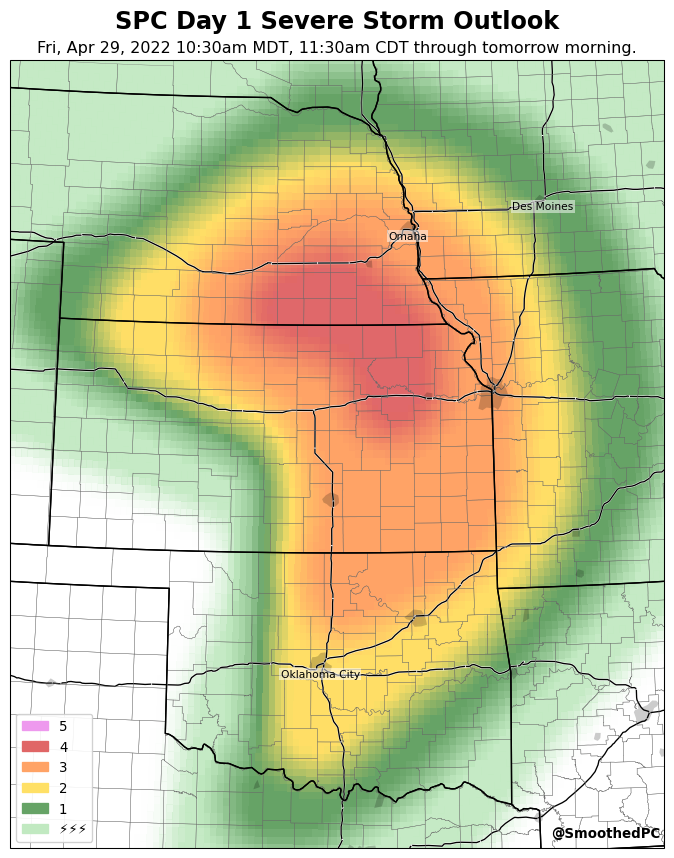 SPC Day 1 Severe Storm Outlook
Fri, Apr 29, 2022 10:30am MDT, 11:30am CDT through tomorrow morning.
Des Moines
Omaha
Oklahoma City
5
4
3
2
1
⚡⚡⚡
@SmoothedPC